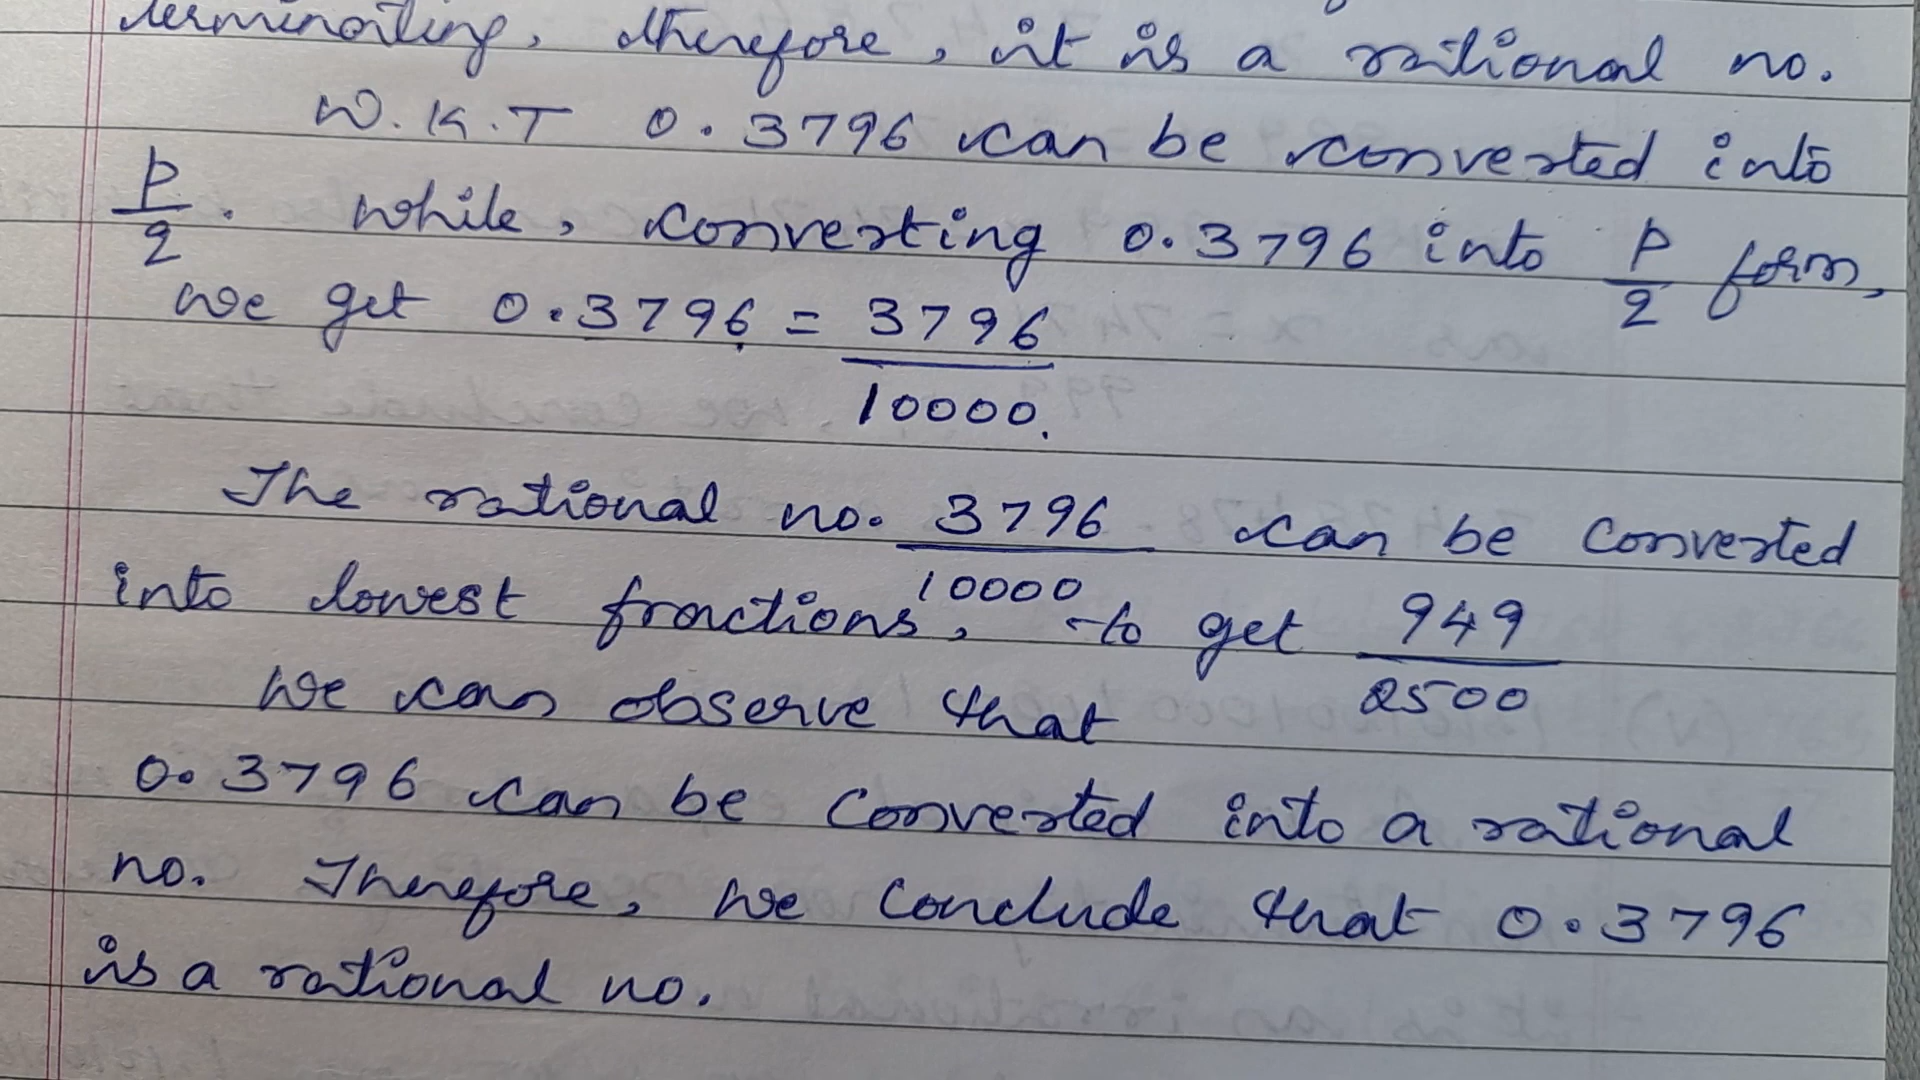 terminating, therefore, it is a rational no.
W.K.T 0.3796 can be converted into
p/q. while, converting 0.3796 into p/q form,
we get 0.3796 = 3796/10000.
The rational no. 3796/10000 can be converted
into lowest fractions, to get 949/2500
We can observe that
0.3796 can be converted into a rational
no. Therefore, we conclude that 0.3796
is a rational no.